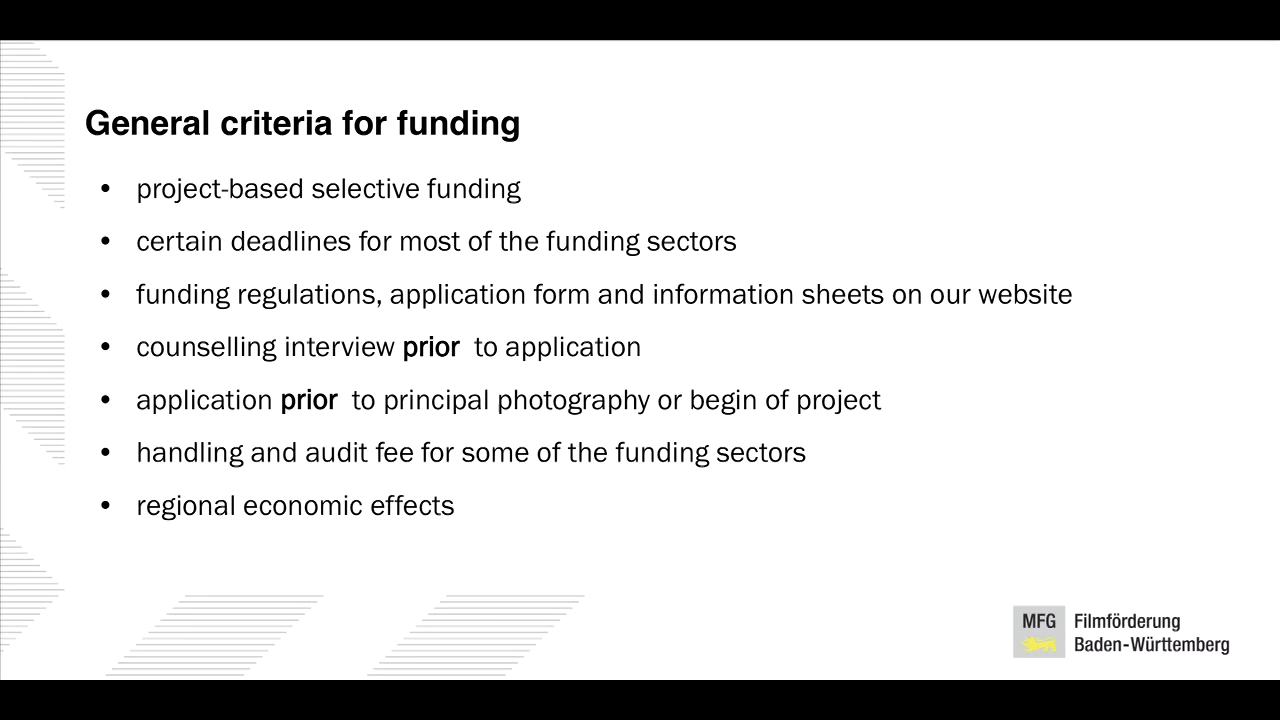 General criteria for funding
• project-based selective funding
• certain deadlines for most of the funding sectors
• funding regulations, application form and information sheets on our website
• counselling interview prior to application
• application prior to principal photography or begin of project
• handling and audit fee for some of the funding sectors
• regional economic effects
MFG Filmförderung
Baden-Württemberg